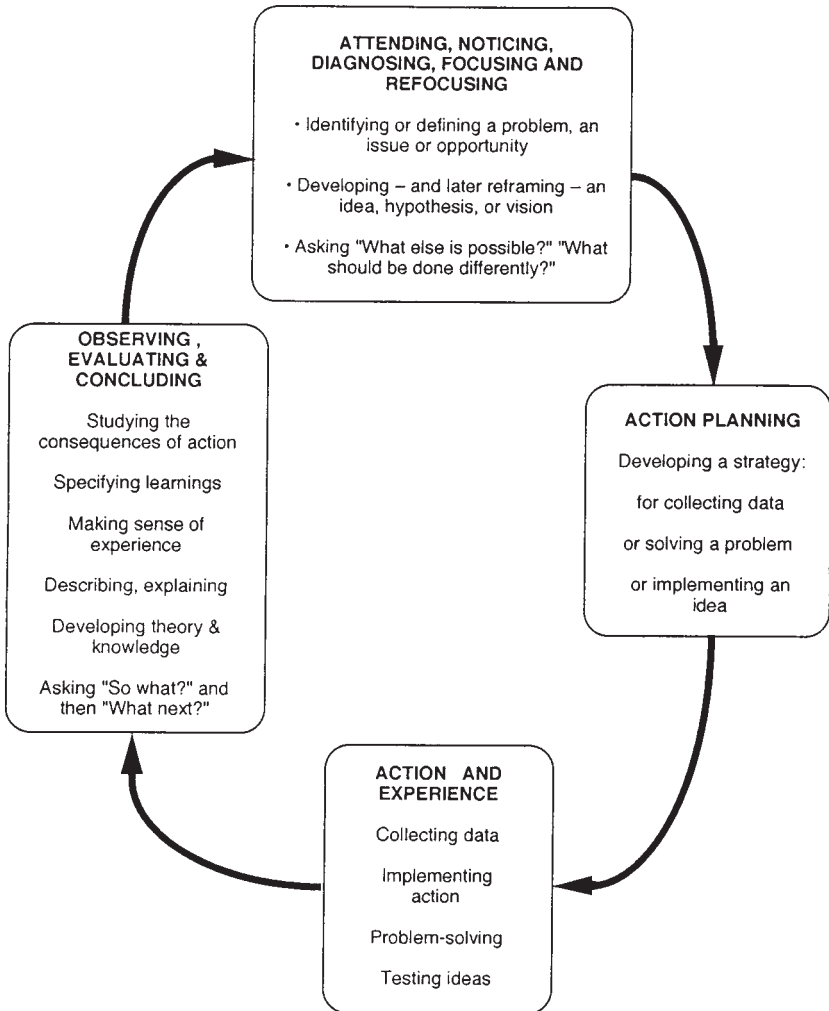 ATTENDING, NOTICING,
DIAGNOSING, FOCUSING AND
REFOCUSING
• Identifying or defining a problem, an
issue or opportunity
• Developing – and later reframing – an
idea, hypothesis, or vision
• Asking "What else is possible?" "What
should be done differently?"
ACTION PLANNING
Developing a strategy:
for collecting data
or solving a problem
or implementing an
idea
ACTION AND
EXPERIENCE
Collecting data
Implementing
action
Problem-solving
Testing ideas
OBSERVING ,
EVALUATING &
CONCLUDING
Studying the
consequences of action
Specifying learnings
Making sense of
experience
Describing, explaining
Developing theory &
knowledge
Asking "So what?" and
then "What next?"